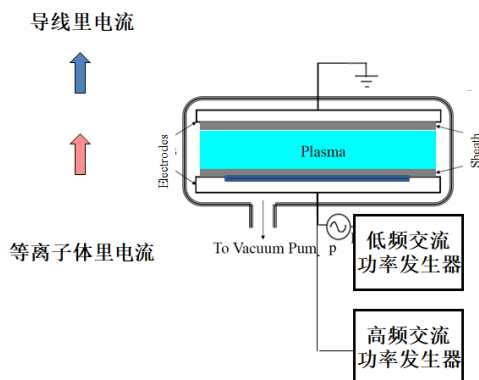 导线里电流
Electrodes
Plasma
Sheath
等离子体里电流
To Vacuum Pum
p
低频交流
功率发生器
高频交流
功率发生器